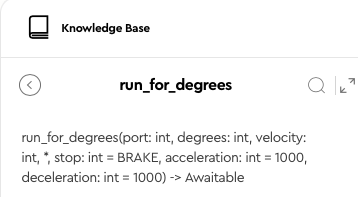 Knowledge Base
run_for_degrees
run_for_degrees(port: int, degrees: int, velocity:
int, *, stop: int = BRAKE, acceleration: int = 1000,
deceleration: int = 1000) -> Awaitable